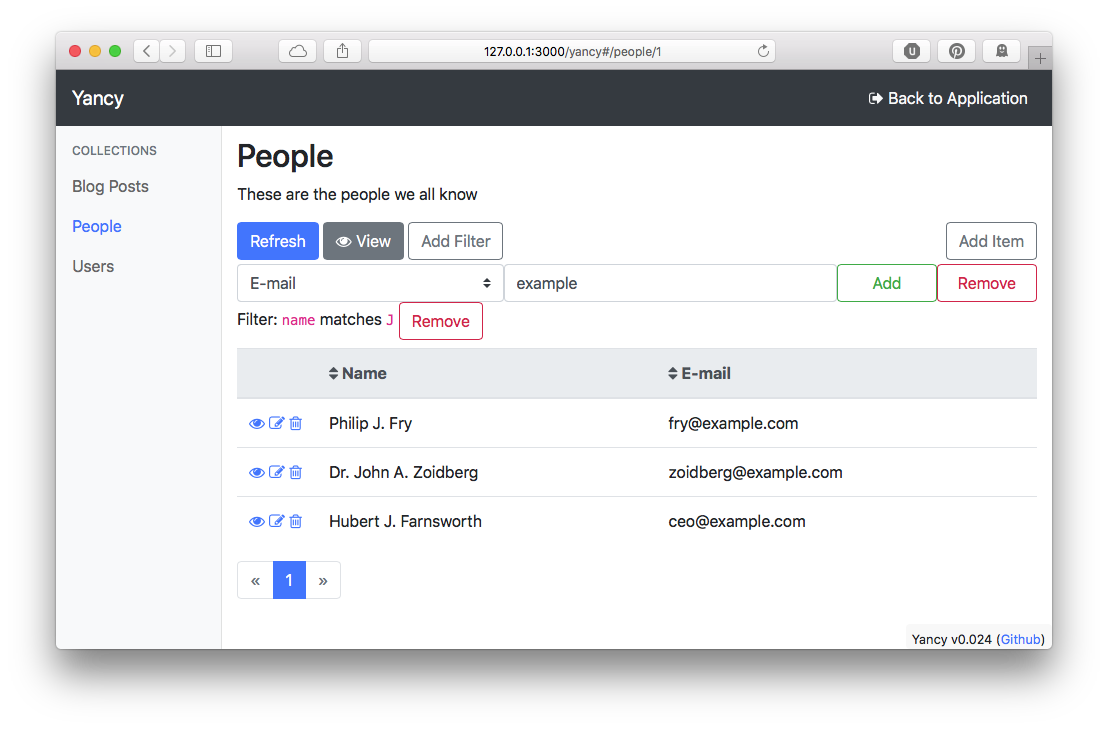 127.0.0.1:3000/yancy#/people/1
Yancy
Back to Application
COLLECTIONS
Blog Posts
People
Users
People
These are the people we all know
Refresh View Add Filter Add Item
E-mail example Add Remove
Filter: name matches J Remove
Name E-mail
Philip J. Fry fry@example.com
Dr. John A. Zoidberg zoidberg@example.com
Hubert J. Farnsworth ceo@example.com
« 1 »
Yancy v0.024 (Github)